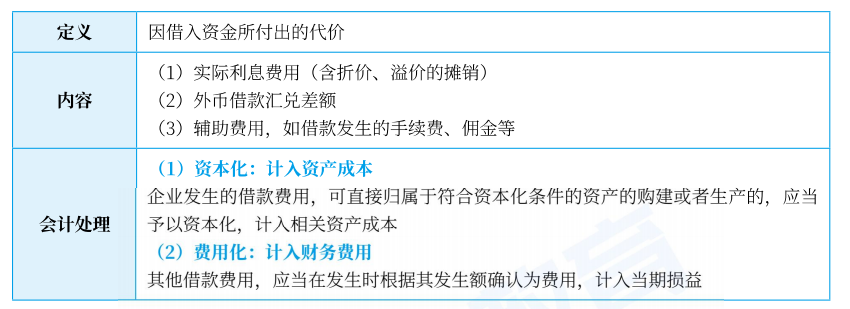 定义
因借入资金所付出的代价
内容
（1）实际利息费用（含折价、溢价的摊销）
（2）外币借款汇兑差额
（3）辅助费用，如借款发生的手续费、佣金等
会计处理
（1）资本化：计入资产成本
企业发生的借款费用，可直接归属于符合资本化条件的资产的购建或者生产的，应当
予以资本化，计入相关资产成本
（2）费用化：计入财务费用
其他借款费用，应当在发生时根据其发生额确认为费用，计入当期损益